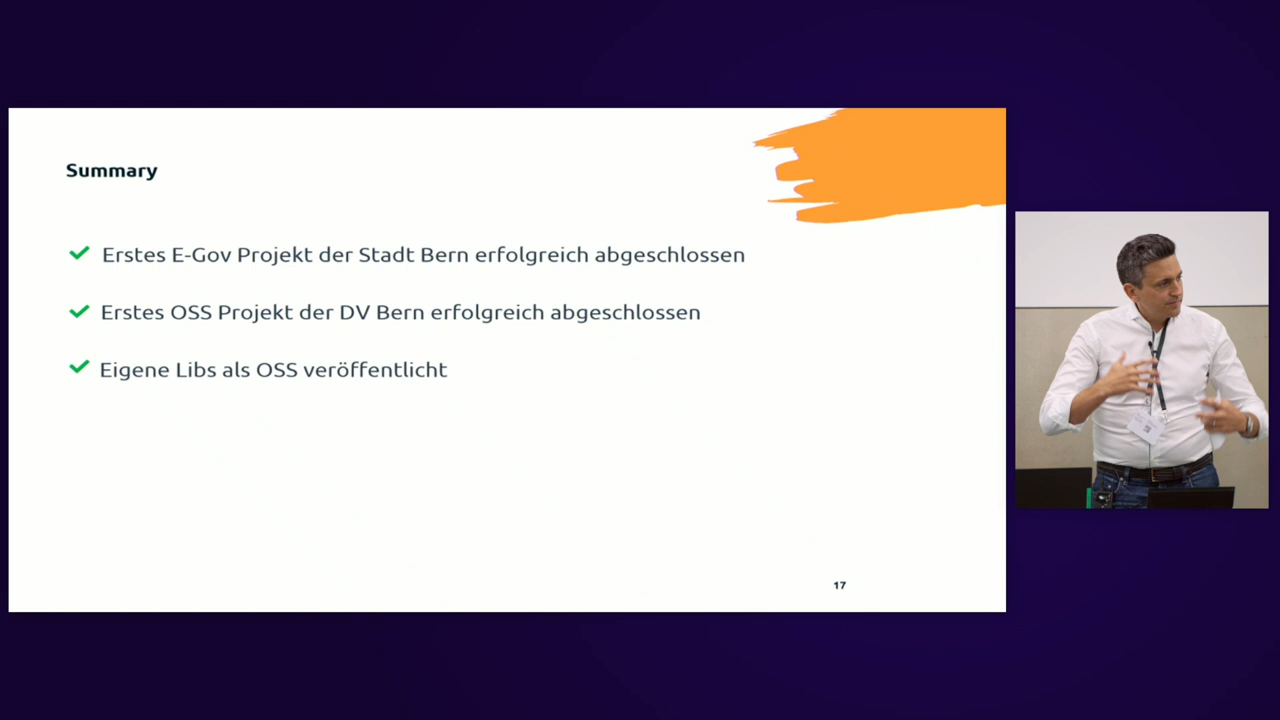 Summary
Erstes E-Gov Projekt der Stadt Bern erfolgreich abgeschlossen
Erstes OSS Projekt der DV Bern erfolgreich abgeschlossen
Eigene Libs als OSS veröffentlicht
17